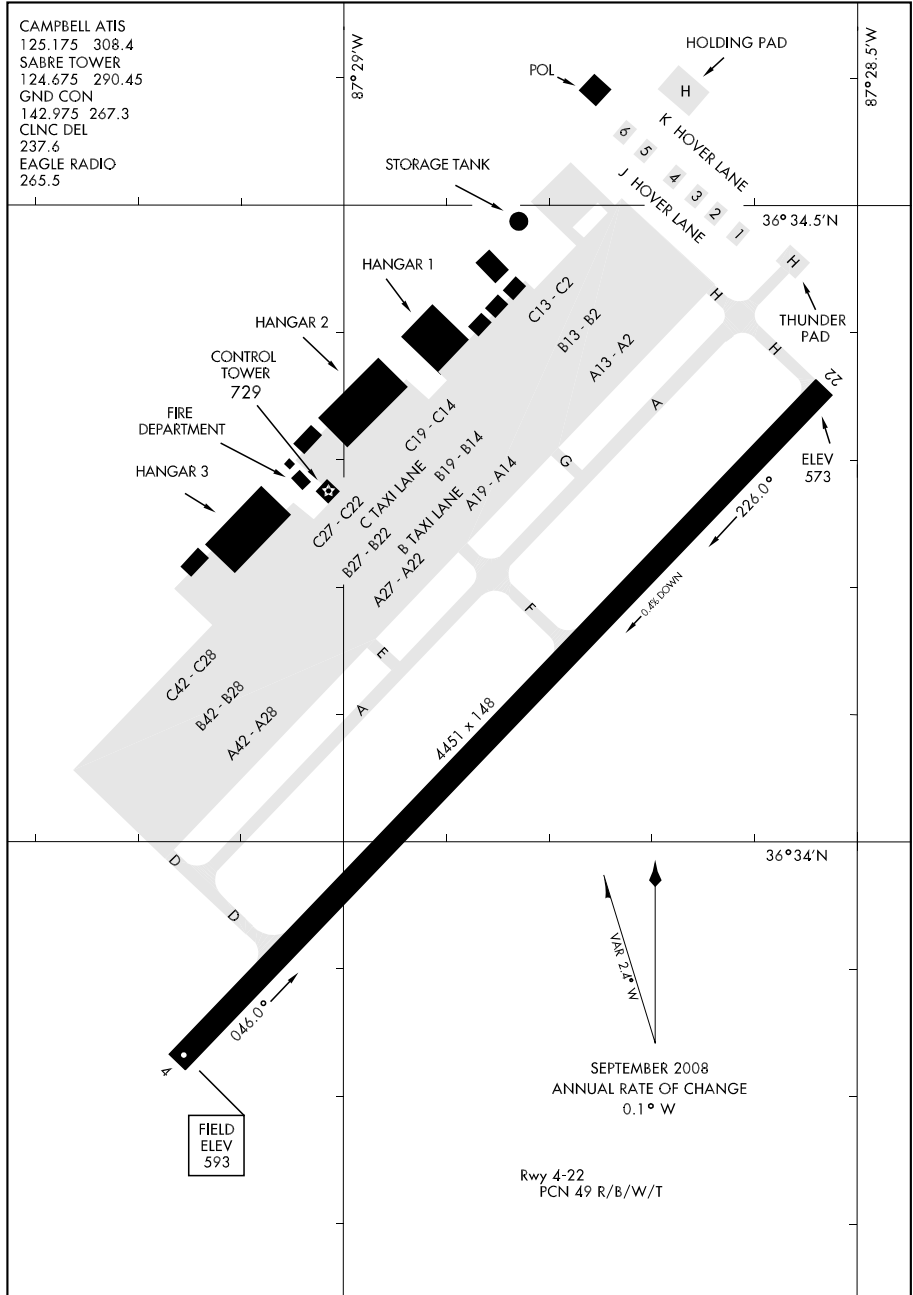 CAMPBELL ATIS
125.175 308.4
SABRE TOWER
124.675 290.45
GND CON
142.975 267.3
CLNC DEL
237.6
EAGLE RADIO
265.5
87°29'W
87°28.5'W
HOLDING PAD
POL
H
K HOVER LANE
6
5
4
3
2
1
J HOVER LANE
STORAGE TANK
36°34.5'N
H
THUNDER
PAD
HANGAR 1
H
H
C13 - C2
B13 - B2
A13 - A2
HANGAR 2
CONTROL
TOWER
729
22
ELEV
573
A
FIRE
DEPARTMENT
C19 - C14
B19 - B14
A19 - A14
G
HANGAR 3
226.0°
C27 - C22
C TAXI LANE
B27 - B22
B TAXI LANE
A27 - A22
0.4% DOWN
F
E
C42 - C28
B42 - B28
A42 - A28
A
4451 x 148
D
36°34'N
D
VAR 2.4° W
046.0°
4
SEPTEMBER 2008
ANNUAL RATE OF CHANGE
0.1° W
FIELD
ELEV
593
Rwy 4-22
PCN 49 R/B/W/T